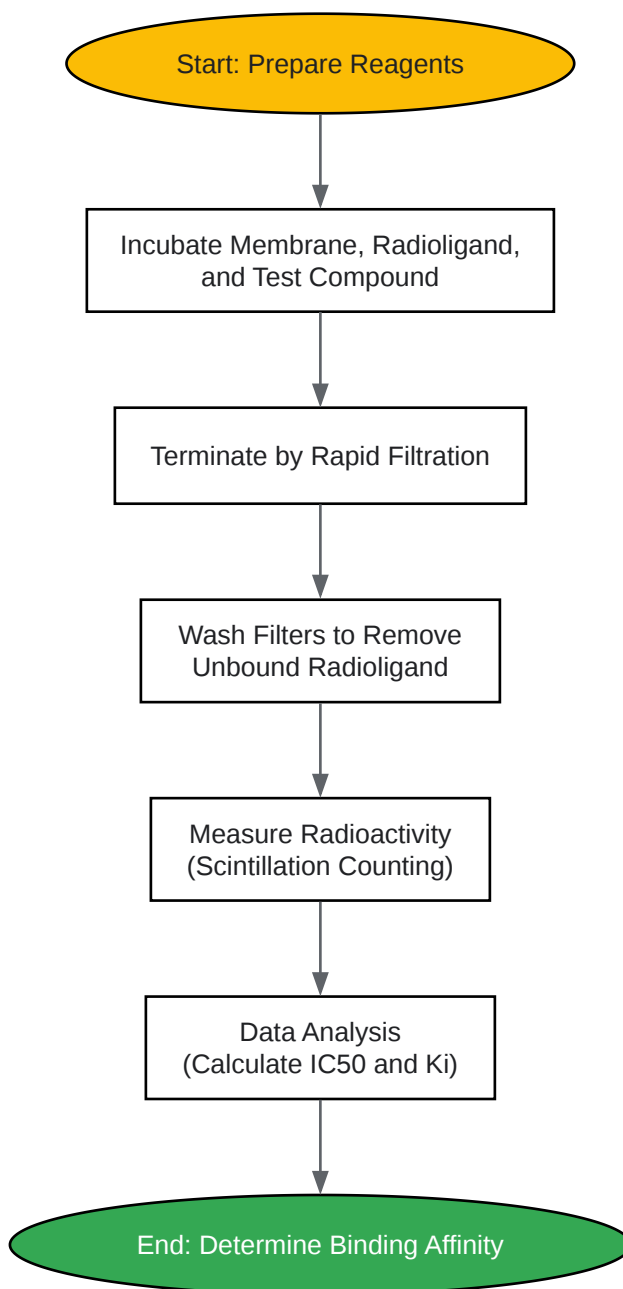 Start: Prepare Reagents
Incubate Membrane, Radioligand,
and Test Compound
Terminate by Rapid Filtration
Wash Filters to Remove
Unbound Radioligand
Measure Radioactivity
(Scintillation Counting)
Data Analysis
(Calculate IC50 and Ki)
End: Determine Binding Affinity